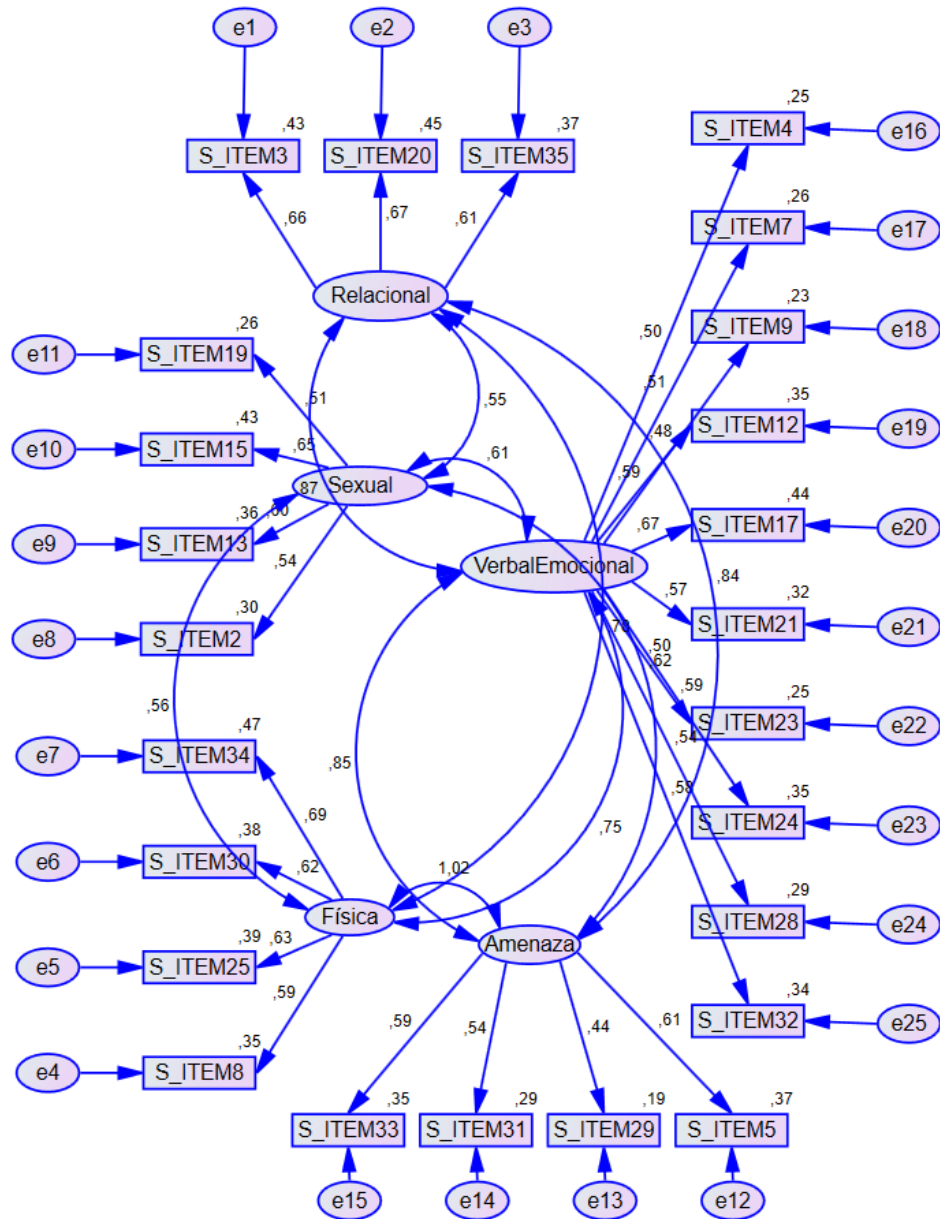 e1
e2
e3
,43
,45
,37
S_ITEM3
S_ITEM20
S_ITEM35
,25
S_ITEM4
e16
,66
,67
,61
,26
S_ITEM7
e17
Relacional
,26
e11
S_ITEM19
,23
S_ITEM9
e18
,50
,51
,51
,55
,43
e10
S_ITEM15
,65
,35
S_ITEM12
e19
,48
,59
,61
Sexual
,87
,36
e9
S_ITEM13
,44
S_ITEM17
e20
,67
,54
VerbalEmocional
,84
,57
,30
e8
S_ITEM2
,32
S_ITEM21
e21
,50
,62
,59
,25
S_ITEM23
e22
,56
,47
e7
S_ITEM34
,54
,85
,58
,69
,35
S_ITEM24
e23
,75
,38
e6
S_ITEM30
,62
1,02
,29
S_ITEM28
e24
Física
Amenaza
,39
e5
S_ITEM25
,63
,59
,34
S_ITEM32
e25
,35
e4
S_ITEM8
,59
,54
,44
,61
,35
,29
,19
,37
S_ITEM33
S_ITEM31
S_ITEM29
S_ITEM5
e15
e14
e13
e12